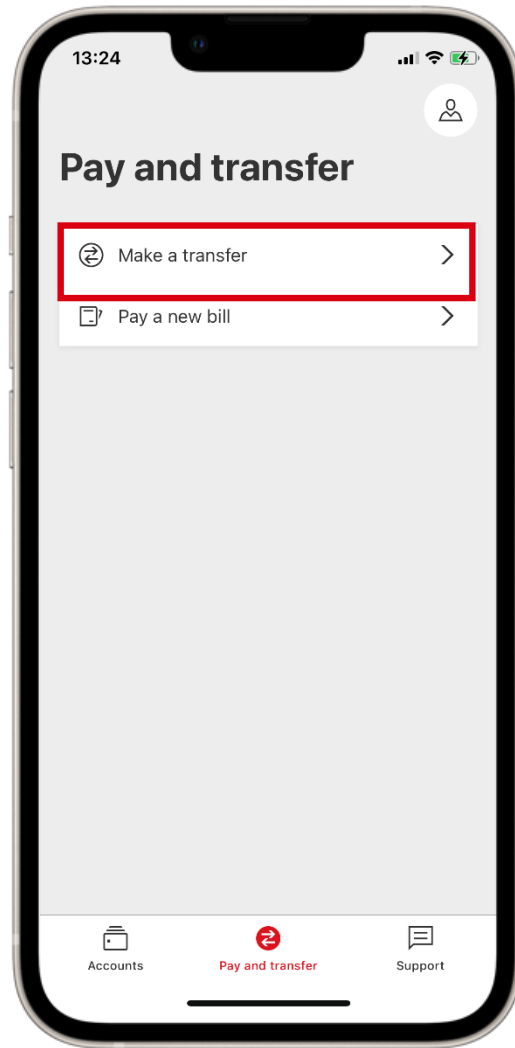 13:24
Pay and transfer
Make a transfer
Pay a new bill
Accounts Pay and transfer Support